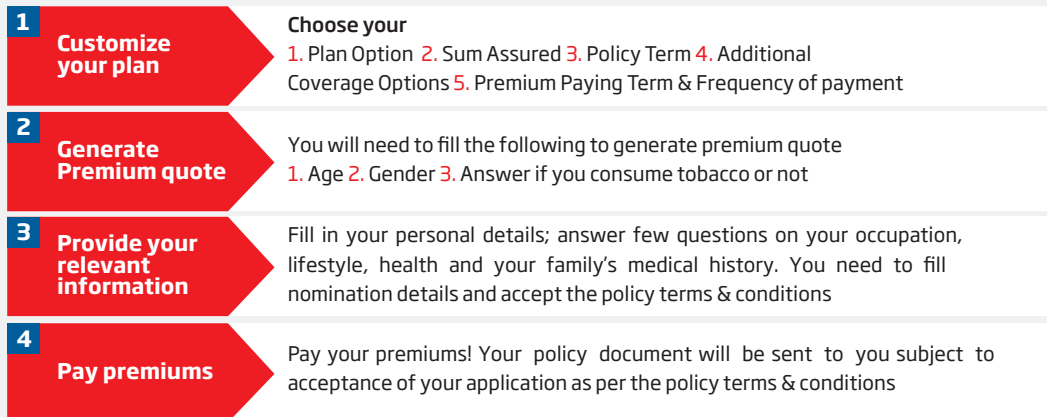 1
Customize
your plan
Choose your
1. Plan Option 2. Sum Assured 3. Policy Term 4. Additional
Coverage Options 5. Premium Paying Term & Frequency of payment
2
Generate
Premium quote
You will need to fill the following to generate premium quote
1. Age 2. Gender 3. Answer if you consume tobacco or not
3
Provide your
relevant
information
Fill in your personal details; answer few questions on your occupation,
lifestyle, health and your family's medical history. You need to fill
nomination details and accept the policy terms & conditions
4
Pay premiums
Pay your premiums! Your policy document will be sent to you subject to
acceptance of your application as per the policy terms & conditions